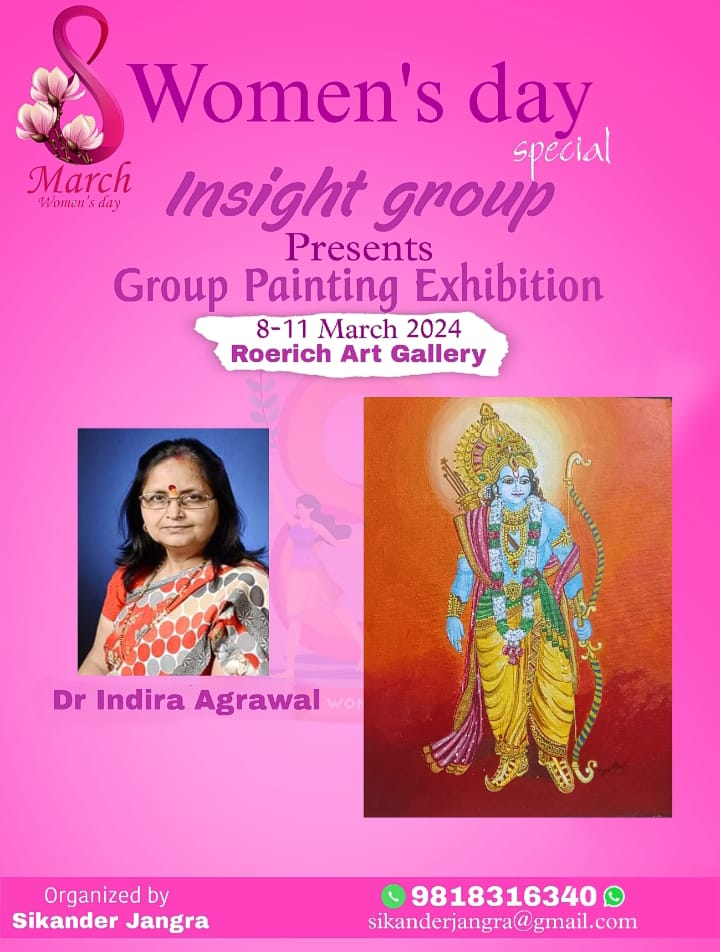 March
Women's day
Women's day
special
Insight group
Presents
Group Painting Exhibition
8-11 March 2024
Roerich Art Gallery
Dr Indira Agrawal
Organized by
Sikander Jangra
9818316340
sikanderjangra@gmail.com